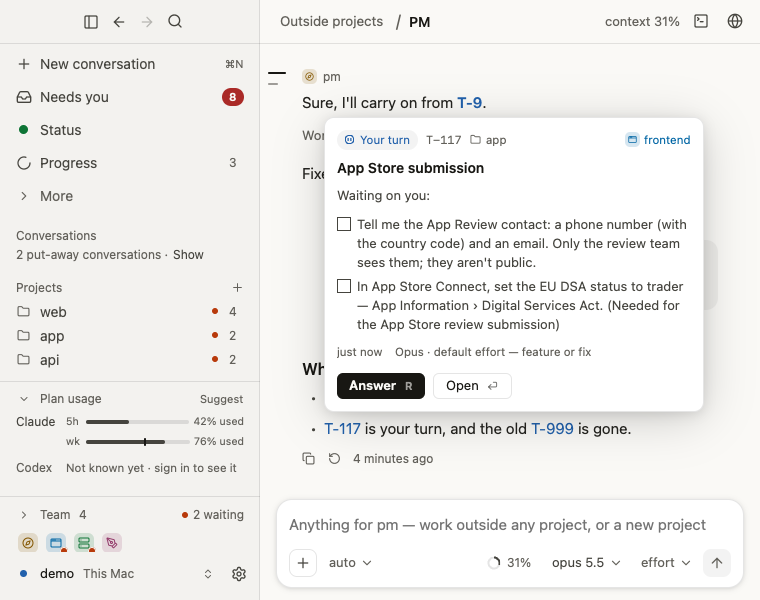 Outside projects / PM
context 31%
New conversation ⌘N
Needs you 8
Status
Progress 3
More
Conversations
2 put-away conversations · Show
Projects
web 4
app 2
api 2
Plan usage Suggest
Claude 5h 42% used
wk 76% used
Codex Not known yet · sign in to see it
Team 4 2 waiting
demo This Mac
pm
Sure, I'll carry on from T-9.
Your turn T-117 app frontend
App Store submission
Waiting on you:
Tell me the App Review contact: a phone number (with
the country code) and an email. Only the review team
sees them; they aren't public.
In App Store Connect, set the EU DSA status to trader
— App Information › Digital Services Act. (Needed for
the App Store review submission)
just now Opus · default effort — feature or fix
Answer R Open
• T-117 is your turn, and the old T-999 is gone.
4 minutes ago
Anything for pm — work outside any project, or a new project
auto 31% opus 5.5 effort